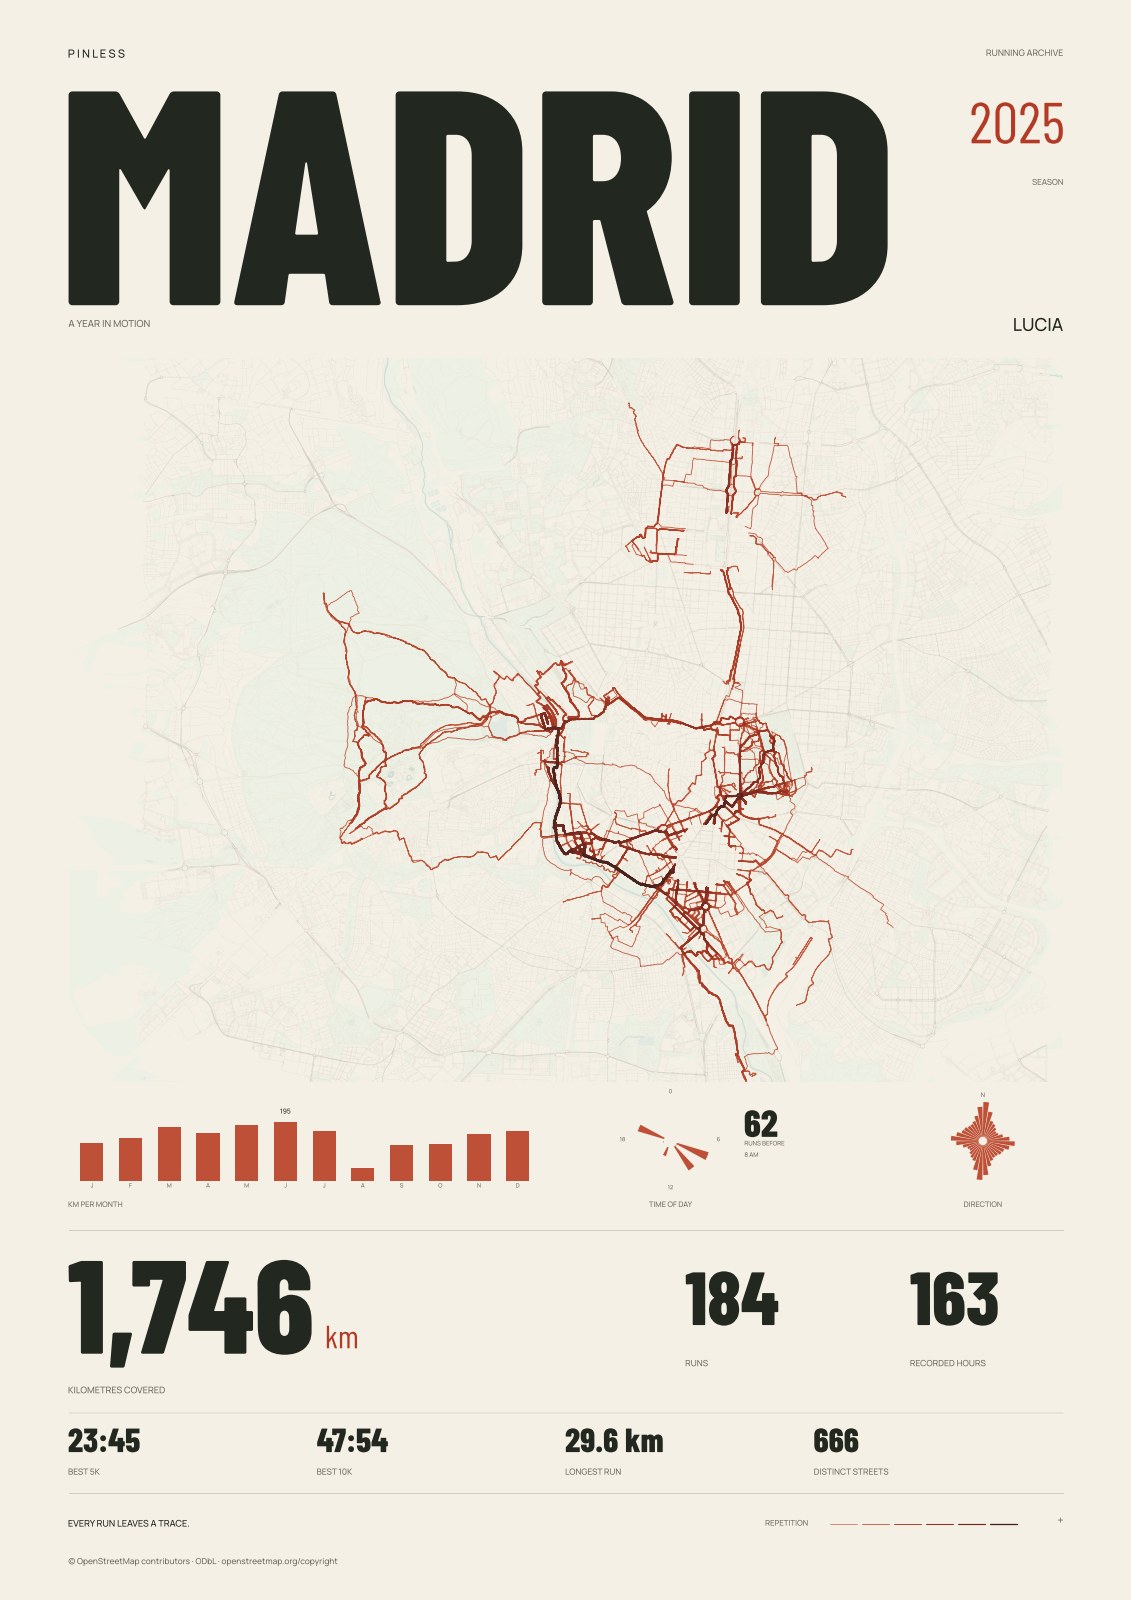 PINLESS
RUNNING ARCHIVE
MADRID
2025
SEASON
A YEAR IN MOTION
LUCIA
195
J F M A M J J A S O N D
KM PER MONTH
0
18
6
12
62
RUNS BEFORE
8 AM
TIME OF DAY
N
DIRECTION
1,746 km
KILOMETRES COVERED
184
RUNS
163
RECORDED HOURS
23:45
BEST 5K
47:54
BEST 10K
29.6 km
LONGEST RUN
666
DISTINCT STREETS
EVERY RUN LEAVES A TRACE.
REPETITION
+
© OpenStreetMap contributors · ODbL · openstreetmap.org/copyright